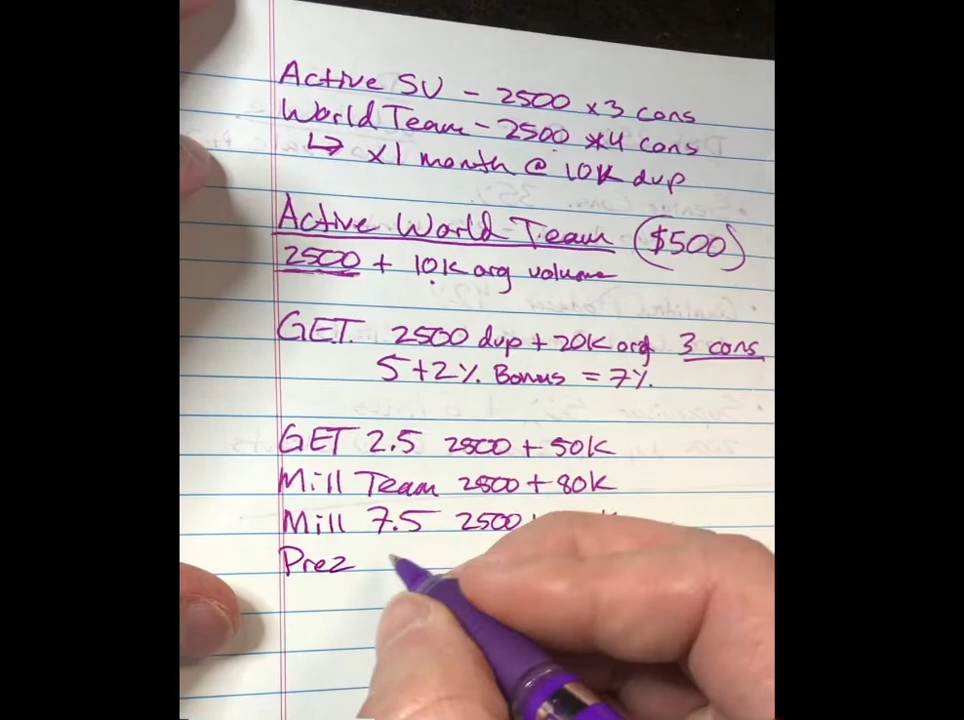 Active SV - 2500 x3 cons
World Team - 2500 x4 cons
↳ x1 month @ 10K dvp
Active World Team ($500)
2500 + 10K org volume
GET 2500 dvp + 20K org 3 cons
5+2% Bonus = 7%
GET 2.5 2500 + 50K
Mill Team 2500 + 80K
Mill 7.5 2500
Prez